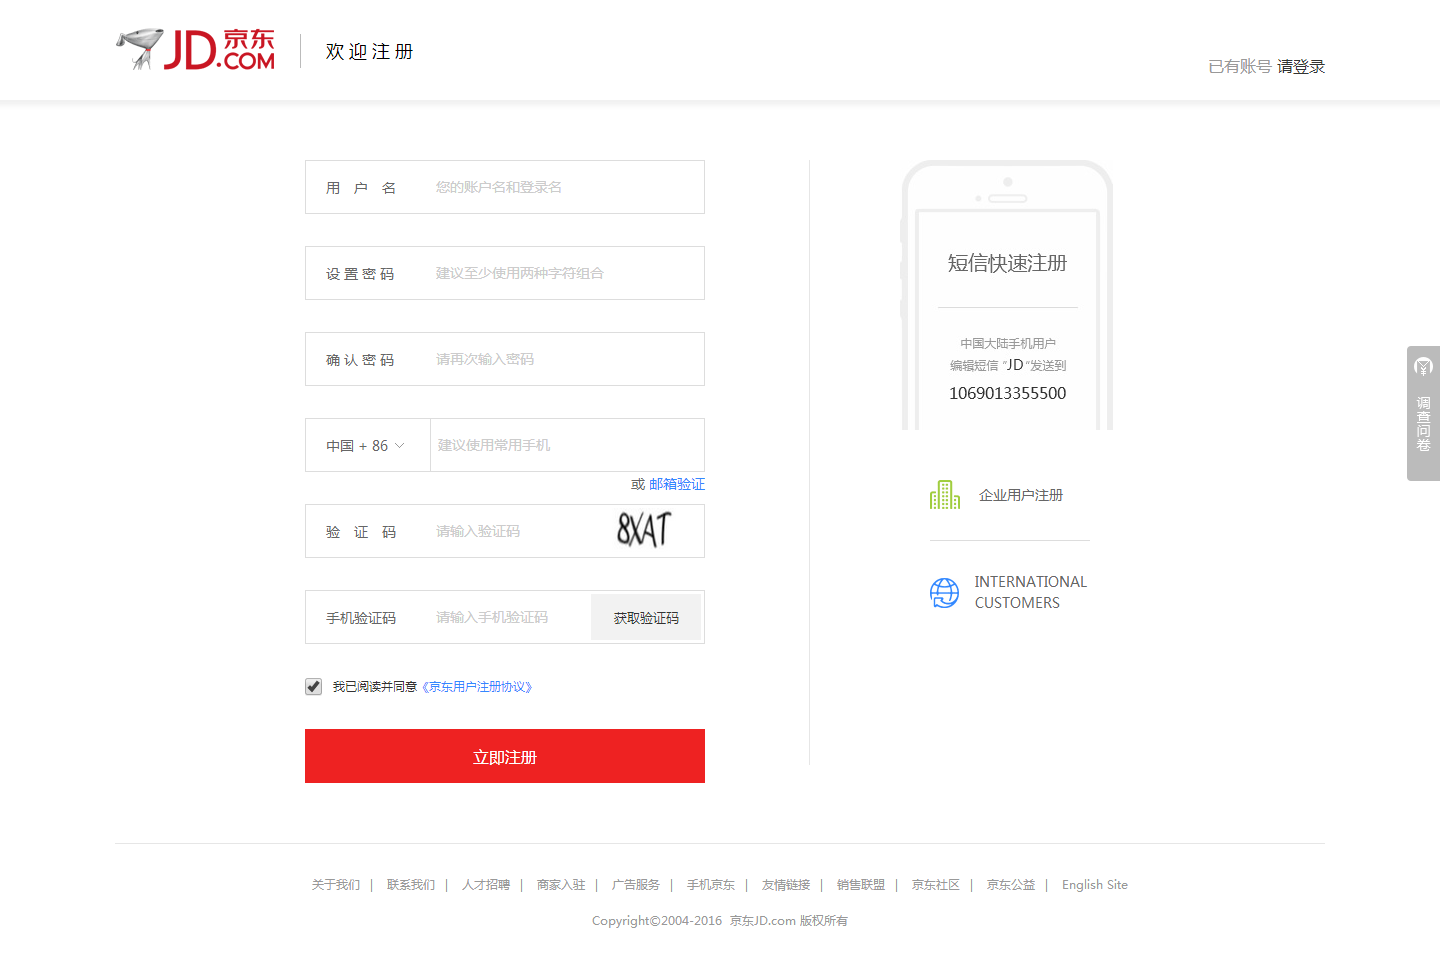 JD.京东.COM
欢迎注册
已有账号 请登录
用户名 您的账户名和登录名
设置密码 建议至少使用两种字符组合
确认密码 请再次输入密码
中国 + 86 建议使用常用手机
或 邮箱验证
验证码 请输入验证码 8XAT
手机验证码 请输入手机验证码 获取验证码
我已阅读并同意《京东用户注册协议》
立即注册
短信快速注册
中国大陆手机用户
编辑短信 “JD“发送到
1069013355500
企业用户注册
INTERNATIONAL
CUSTOMERS
调查问卷
关于我们 | 联系我们 | 人才招聘 | 商家入驻 | 广告服务 | 手机京东 | 友情链接 | 销售联盟 | 京东社区 | 京东公益 | English Site
Copyright©2004-2016 京东JD.com 版权所有